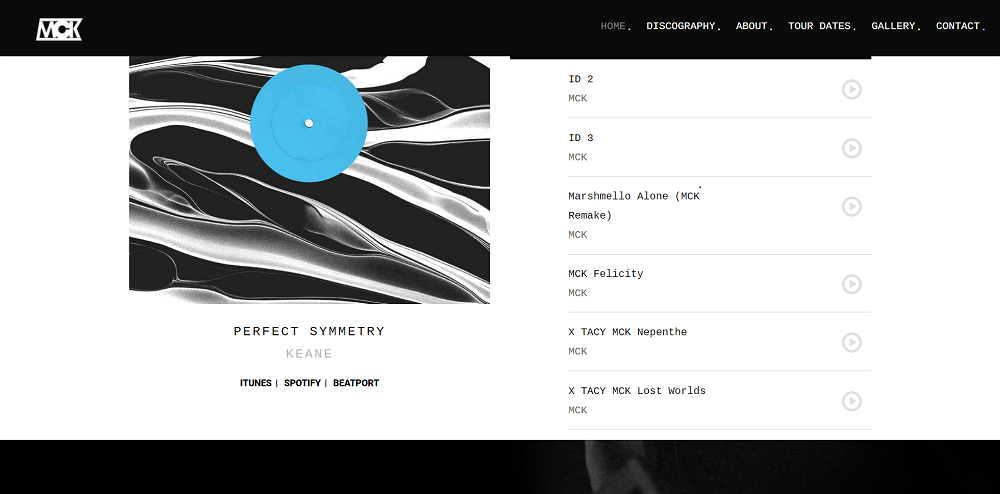 MCK
HOME. DISCOGRAPHY. ABOUT. TOUR DATES. GALLERY. CONTACT.
PERFECT SYMMETRY
KEANE
ITUNES | SPOTIFY | BEATPORT
ID 2
MCK
ID 3
MCK
Marshmello Alone (MCK
Remake)
MCK
MCK Felicity
MCK
X TACY MCK Nepenthe
MCK
X TACY MCK Lost Worlds
MCK